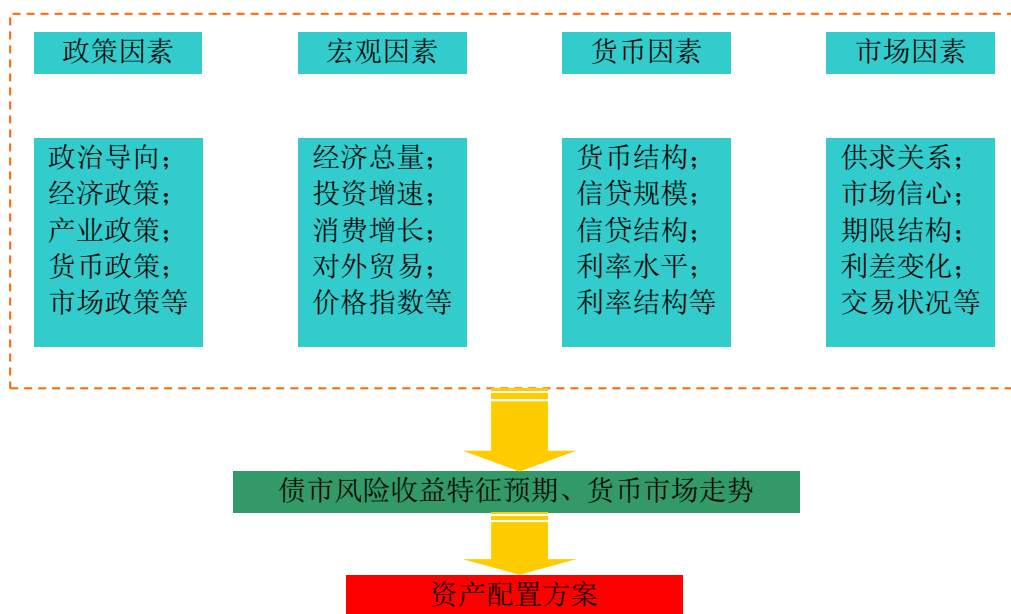 政策因素
宏观因素
货币因素
市场因素
政治导向；
经济政策；
产业政策；
货币政策；
市场政策等
经济总量；
投资增速；
消费增长；
对外贸易；
价格指数等
货币结构；
信贷规模；
信贷结构；
利率水平；
利率结构等
供求关系；
市场信心；
期限结构；
利差变化；
交易状况等
债市风险收益特征预期、货币市场走势
资产配置方案